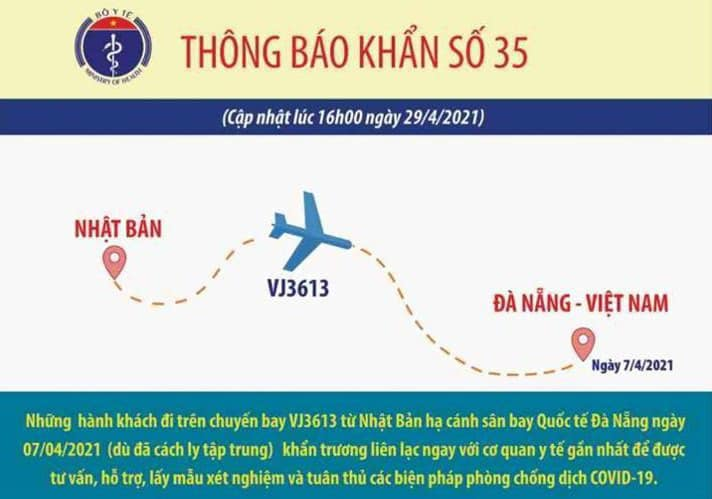 BỘ Y TẾ
MINISTRY OF HEALTH
THÔNG BÁO KHẨN SỐ 35
(Cập nhật lúc 16h00 ngày 29/4/2021)
NHẬT BẢN
VJ3613
ĐÀ NẴNG - VIỆT NAM
Ngày 7/4/2021
Những hành khách đi trên chuyến bay VJ3613 từ Nhật Bản hạ cánh sân bay Quốc tế Đà Nẵng ngày
07/04/2021 (dù đã cách ly tập trung) khẩn trương liên lạc ngay với cơ quan y tế gần nhất để được
tư vấn, hỗ trợ, lấy mẫu xét nghiệm và tuân thủ các biện pháp phòng chống dịch COVID-19.